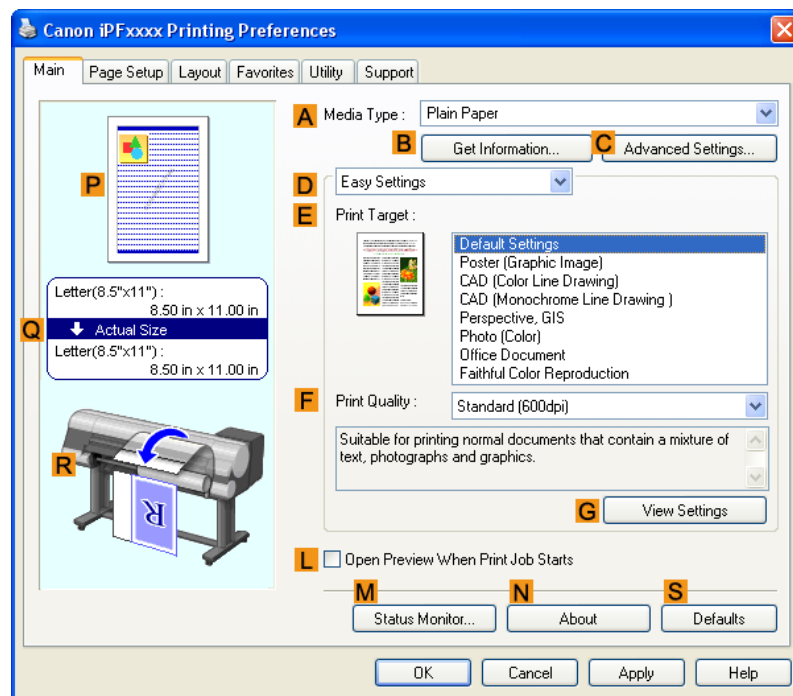 Canon iPFxxxx Printing Preferences
Main Page Setup Layout Favorites Utility Support
A Media Type : Plain Paper
B Get Information... C Advanced Settings...
P
D Easy Settings
E Print Target :
Default Settings
Poster (Graphic Image)
CAD (Color Line Drawing)
CAD (Monochrome Line Drawing )
Perspective, GIS
Photo (Color)
Office Document
Faithful Color Reproduction
Letter(8.5"x11") :
8.50 in x 11.00 in
Q Actual Size
Letter(8.5"x11") :
8.50 in x 11.00 in
F Print Quality : Standard (600dpi)
Suitable for printing normal documents that contain a mixture of
text, photographs and graphics.
R
R
G View Settings
L Open Preview When Print Job Starts
M N S
Status Monitor... About Defaults
OK Cancel Apply Help